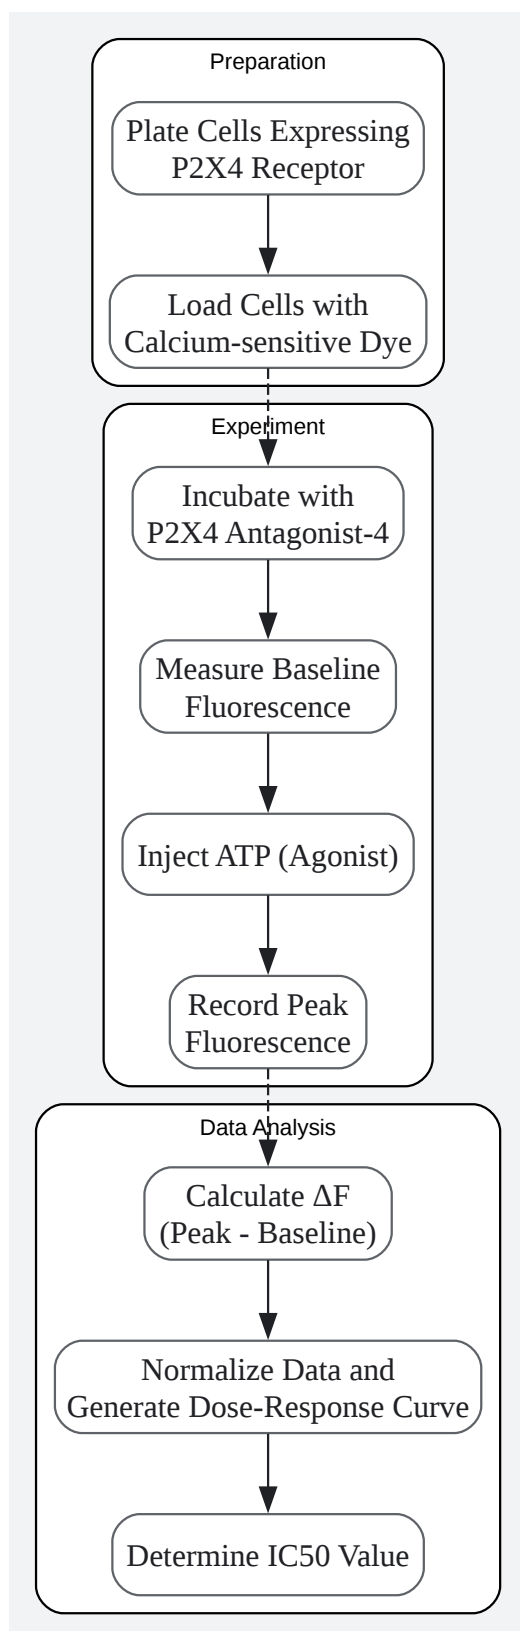 Preparation
Plate Cells Expressing
P2X4 Receptor
Load Cells with
Calcium-sensitive Dye
Experiment
Incubate with
P2X4 Antagonist-4
Measure Baseline
Fluorescence
Inject ATP (Agonist)
Record Peak
Fluorescence
Data Analysis
Calculate ΔF
(Peak - Baseline)
Normalize Data and
Generate Dose-Response Curve
Determine IC50 Value